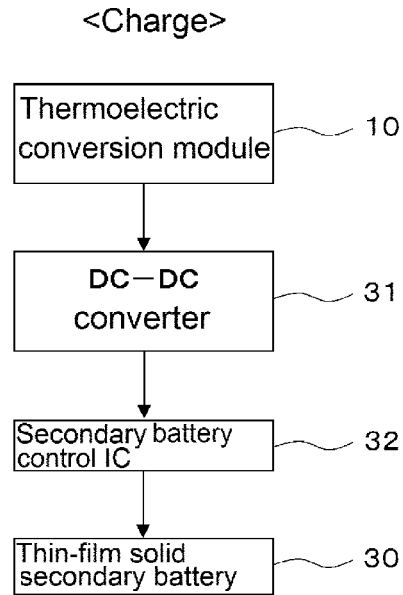 <Charge>
Thermoelectric
conversion module
10
DC—DC
converter
31
Secondary battery
control IC
32
Thin-film solid
secondary battery
30